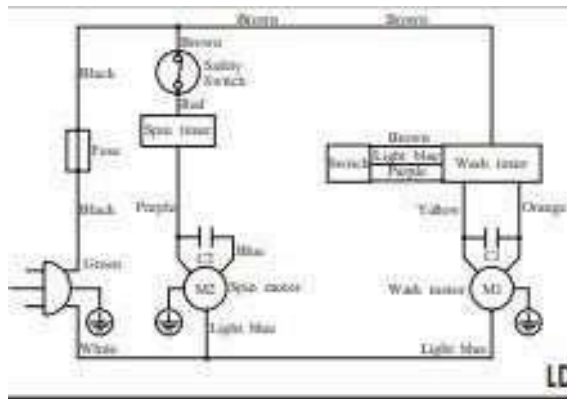 Brown Brown
Brown
Safety
Switch
Black
Red
Spin timer
Fuse
Brown
Switch Light blue Wash timer
Purple
Black
Purple
Yellow
Orange
C2
Blue
C1
Green
M2
Spin motor
Wash motor
M1
Light blue
White
Light blue
LD